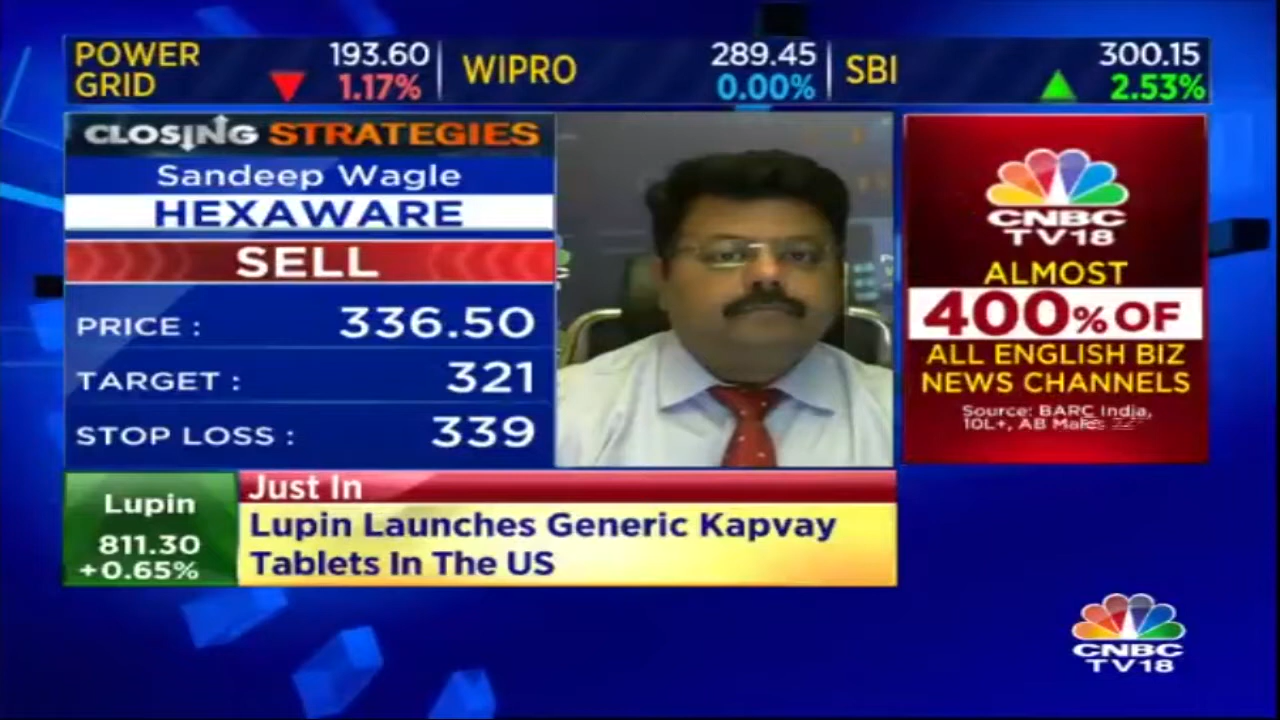 POWER GRID 193.60 1.17%
WIPRO 289.45 0.00%
SBI 300.15 2.53%
CLOSING STRATEGIES
Sandeep Wagle
HEXAWARE
SELL
PRICE : 336.50
TARGET : 321
STOP LOSS : 339
CNBC
TV18
ALMOST
400% OF
ALL ENGLISH BIZ
NEWS CHANNELS
Source: BARC India,
10L+, AB Males
Lupin
811.30
+0.65%
Just In
Lupin Launches Generic Kapvay
Tablets In The US
CNBC
TV18